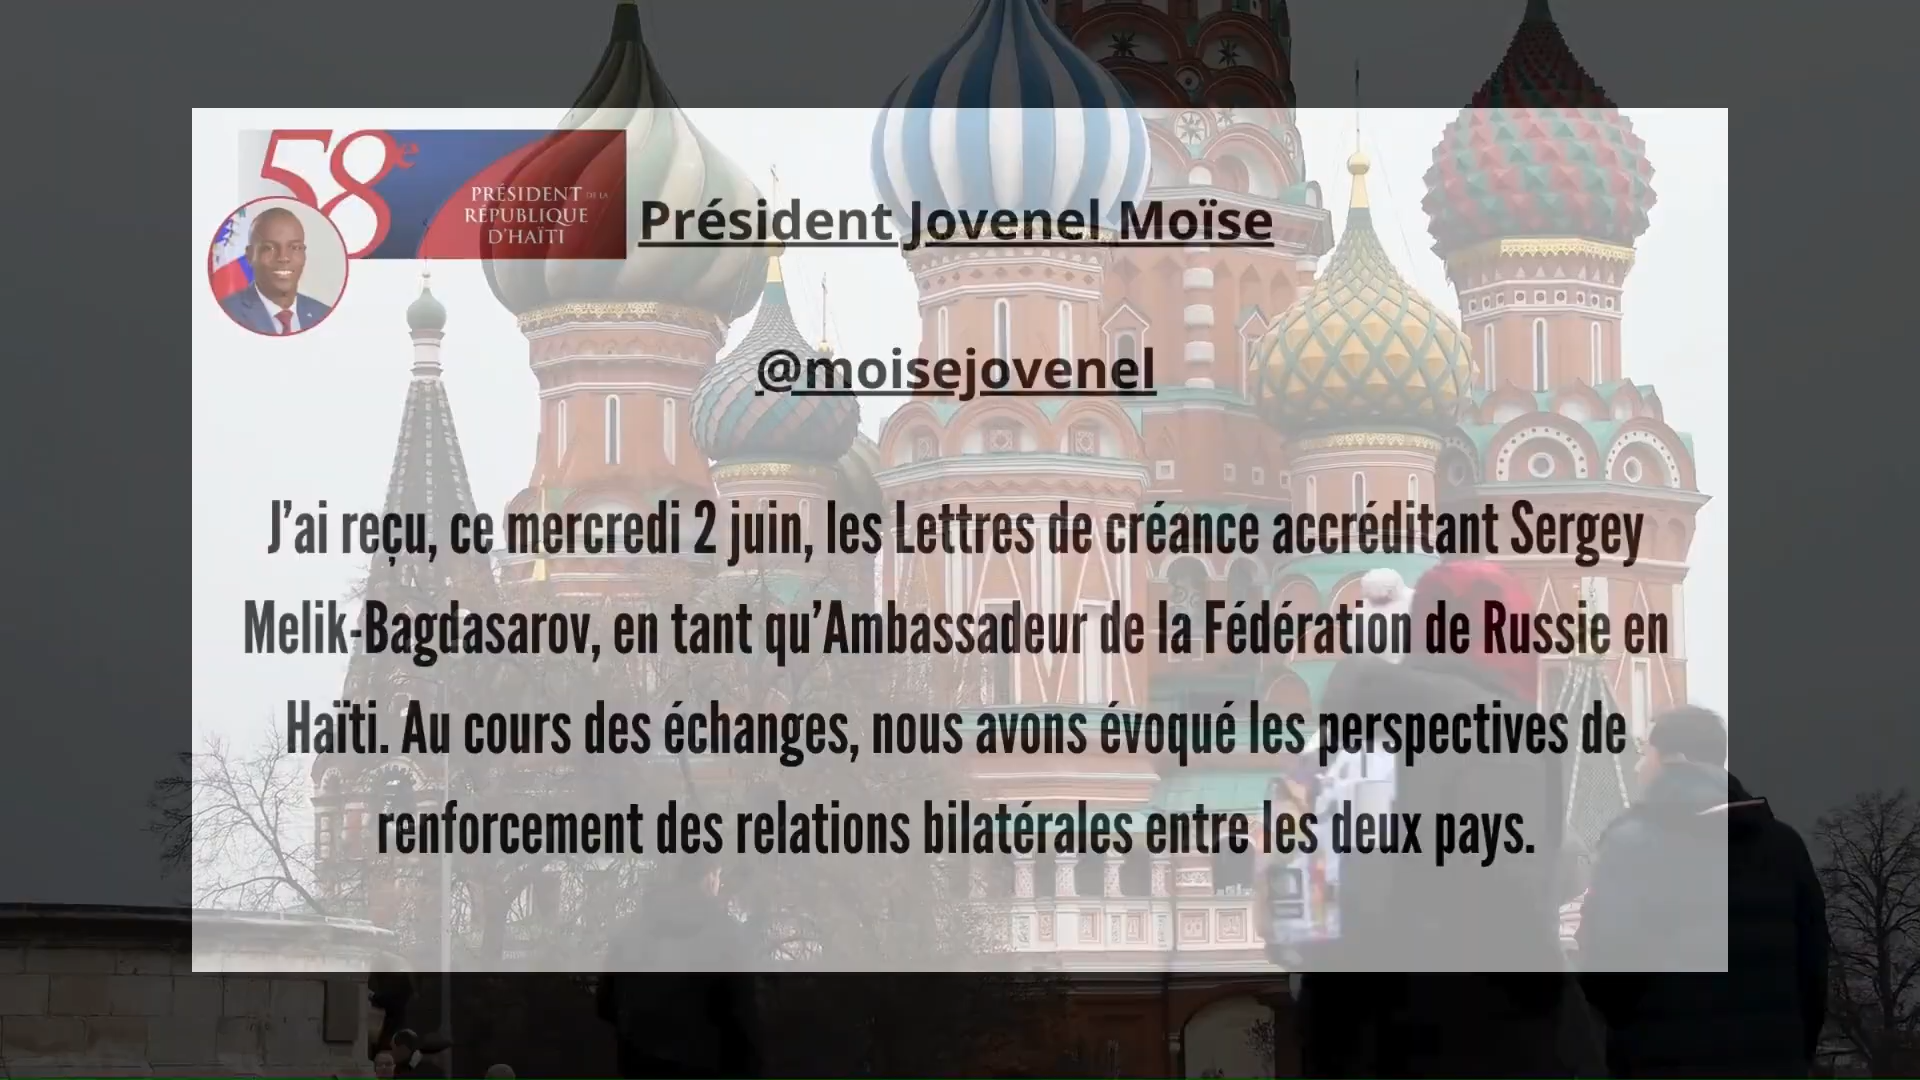 58e
PRÉSIDENT DE LA
RÉPUBLIQUE
D'HAÏTI
Président Jovenel Moïse
@moisejovenel
J’ai reçu, ce mercredi 2 juin, les Lettres de créance accréditant Sergey
Melik-Bagdasarov, en tant qu’Ambassadeur de la Fédération de Russie en
Haïti. Au cours des échanges, nous avons évoqué les perspectives de
renforcement des relations bilatérales entre les deux pays.